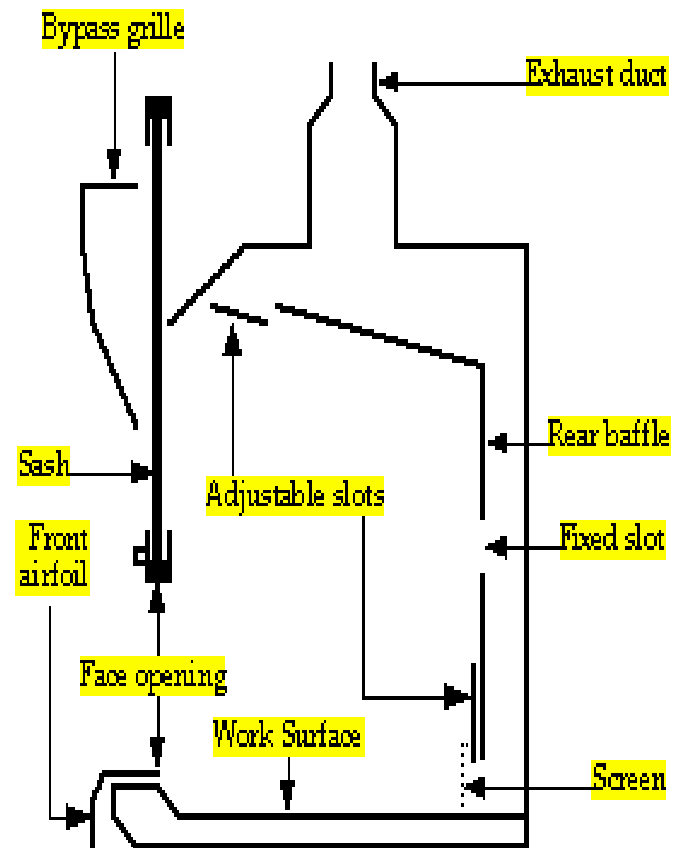 Bypass grille
Exhaust duct
Rear baffle
Sash
Adjustable slots
Front
airfoil
Fixed slot
Face opening
Work Surface
Screen